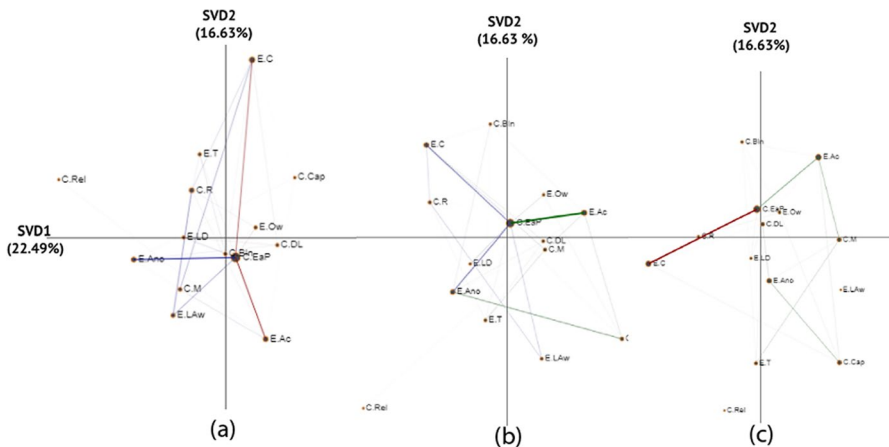 SVD2
(16.63%)
E.C
E.T
C.Rel
C.Cap
C.R
E.Ow
SVD1
(22.49%)
E.LD
C.DL
C.BIn
C.EaP
E.Ano
C.M
E.LAw
E.Ac
(a)
SVD2
(16.63 %)
C.BIn
E.C
E.Ow
C.R
E.Ac
C.EaP
C.DL
C.M
E.LD
E.Ano
E.T
C
E.LAw
C.Rel
(b)
SVD2
(16.63%)
C.BIn
E.Ac
C.EaP
E.Ow
C.DL
C.R
C.M
E.LD
E.C
E.Ano
E.LAw
E.T
C.Cap
C.Rel
(c)